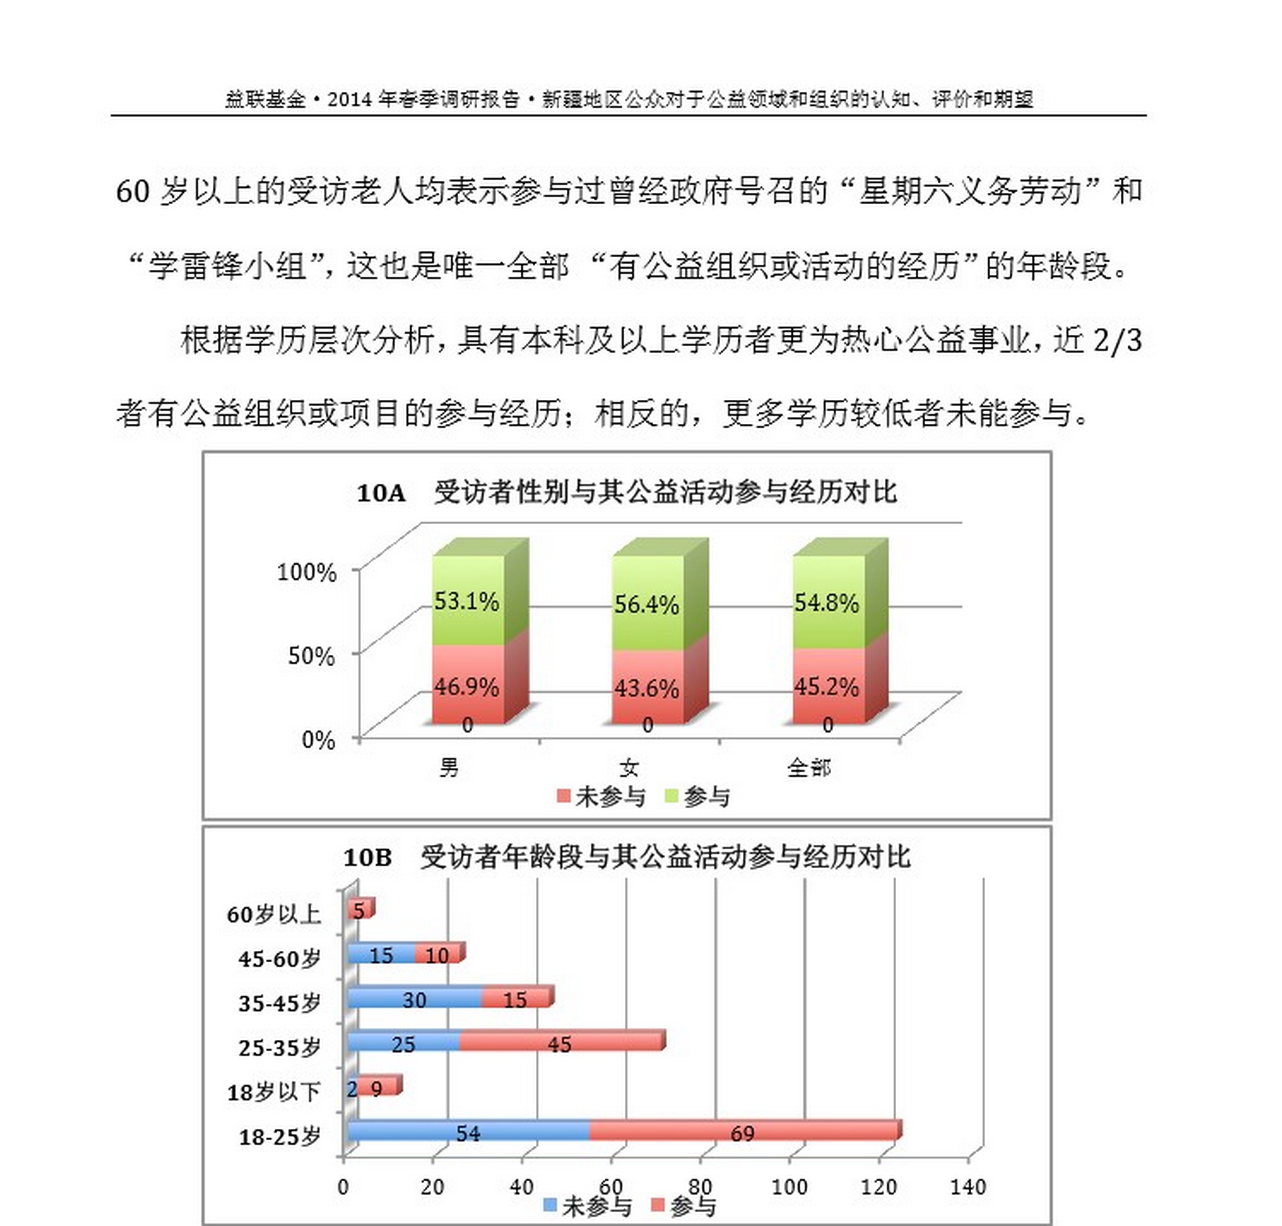 益联基金·2014 年春季调研报告·新疆地区公众对于公益领域和组织的认知、评价和期望
60 岁以上的受访老人均表示参与过曾经政府号召的“星期六义务劳动”和
“学雷锋小组”，这也是唯一全部 “有公益组织或活动的经历”的年龄段。
根据学历层次分析，具有本科及以上学历者更为热心公益事业，近 2/3
者有公益组织或项目的参与经历；相反的，更多学历较低者未能参与。
10A 受访者性别与其公益活动参与经历对比
100%
53.1% 56.4% 54.8%
50%
46.9% 43.6% 45.2%
0 0 0
0%
男 女 全部
未参与 参与
10B 受访者年龄段与其公益活动参与经历对比
60岁以上 5
45-60岁 15 10
35-45岁 30 15
25-35岁 25 45
18岁以下 2 9
18-25岁 54 69
0 20 40 60 80 100 120 140
未参与 参与